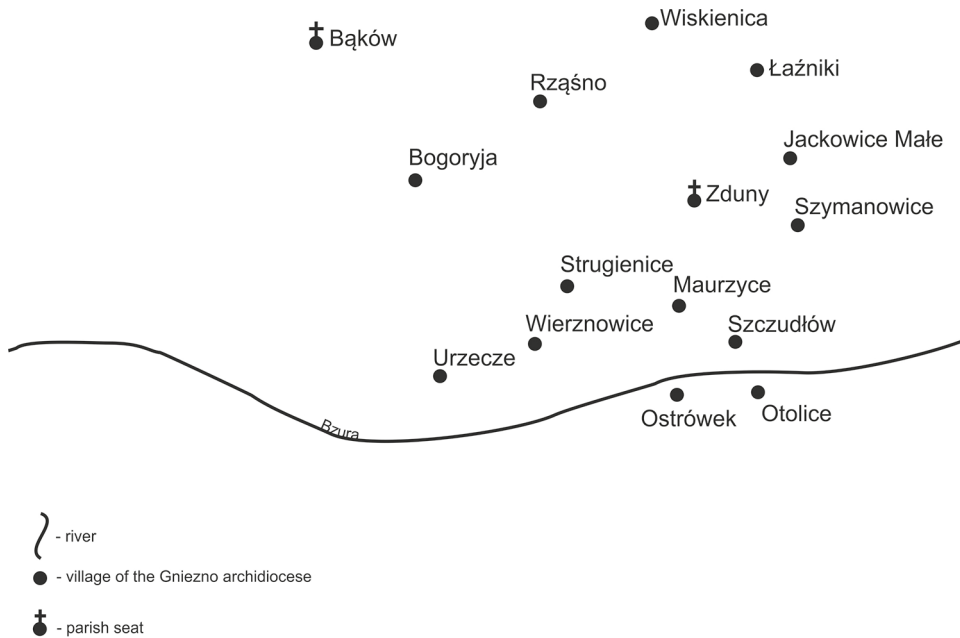 Wiskienica
Bąków
Łaźniki
Rząśno
Jackowice Małe
Bogoryja
Zduny
Szymanowice
Strugienice
Maurzyce
Wierznowice
Szczudłów
Urzecze
Ostrówek
Otolice
Bzura
- river
- village of the Gniezno archidiocese
- parish seat